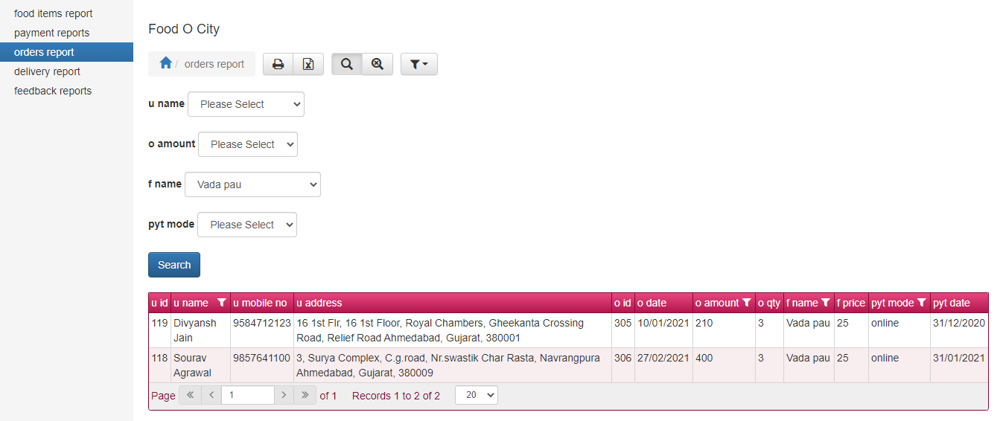 food items report
payment reports
orders report
delivery report
feedback reports
Food O City
/ orders report
u name Please Select
o amount Please Select
f name Vada pau
pyt mode Please Select
Search
u id u name u mobile no u address o id o date o amount o qty f name f price pyt mode pyt date
119 Divyansh 9584712123 16 1st Flr, 16 1st Floor, Royal Chambers, Gheekanta Crossing 305 10/01/2021 210 3 Vada pau 25 online 31/12/2020
Jain Road, Relief Road Ahmedabad, Gujarat, 380001
118 Sourav 9857641100 3, Surya Complex, C.g.road, Nr.swastik Char Rasta, Navrangpura 306 27/02/2021 400 3 Vada pau 25 online 31/01/2021
Agrawal Ahmedabad, Gujarat, 380009
Page 1 of 1 Records 1 to 2 of 2 20